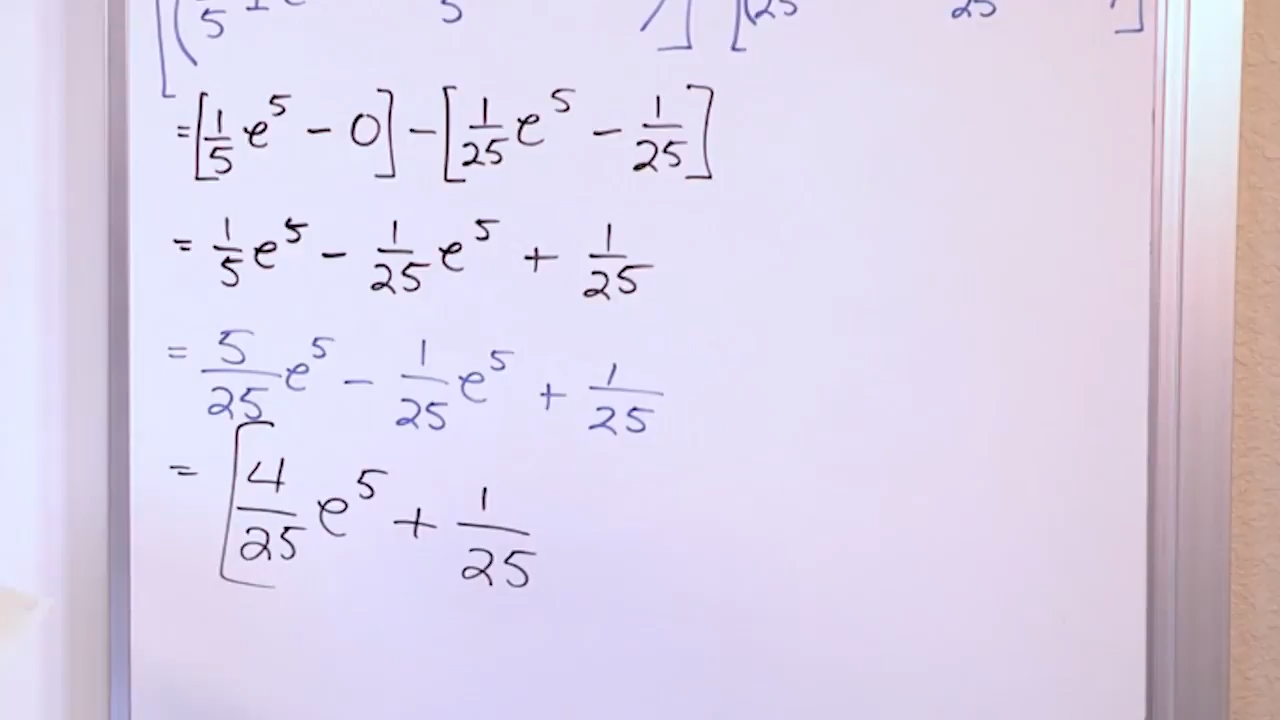 = [1/5 e^5 - 0] - [1/25 e^5 - 1/25]
= 1/5 e^5 - 1/25 e^5 + 1/25
= 5/25 e^5 - 1/25 e^5 + 1/25
= [4/25 e^5 + 1/25